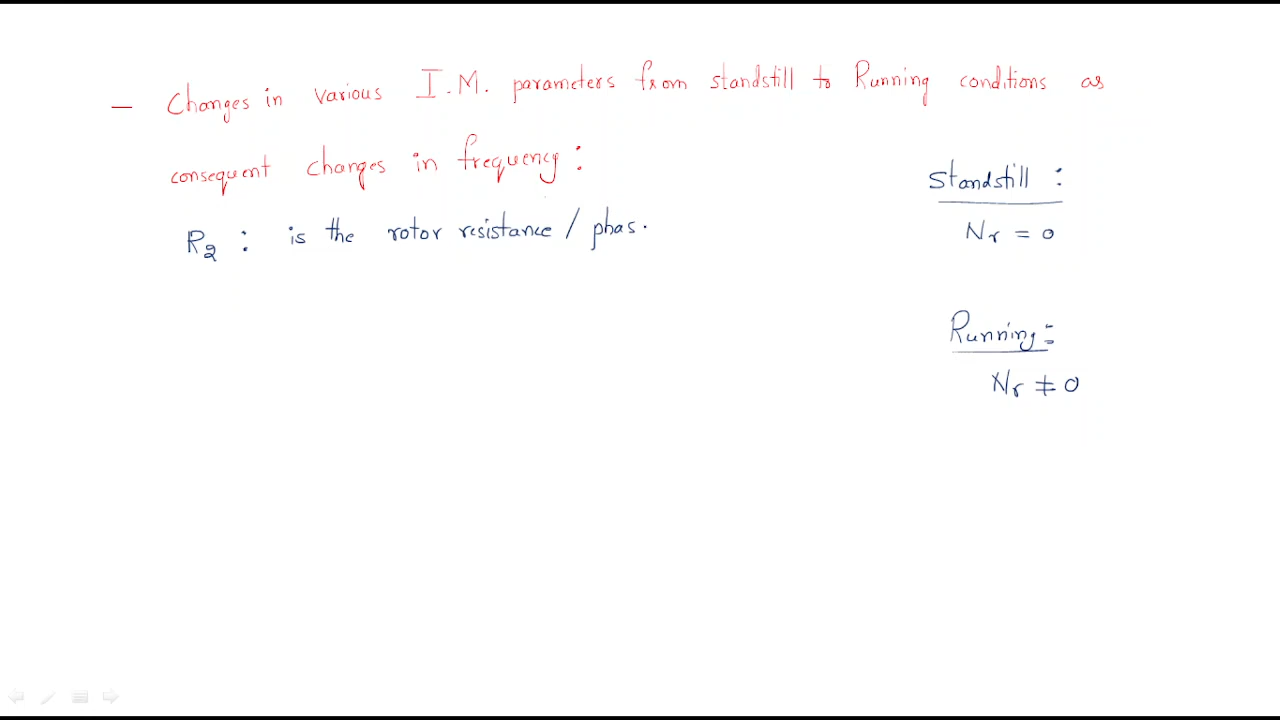 — Changes in various I.M. parameters from standstill to Running conditions as
consequent changes in frequency :
R2 : is the rotor resistance / phas.
Standstill :
Nr = 0
Running :
Nr ≠ 0